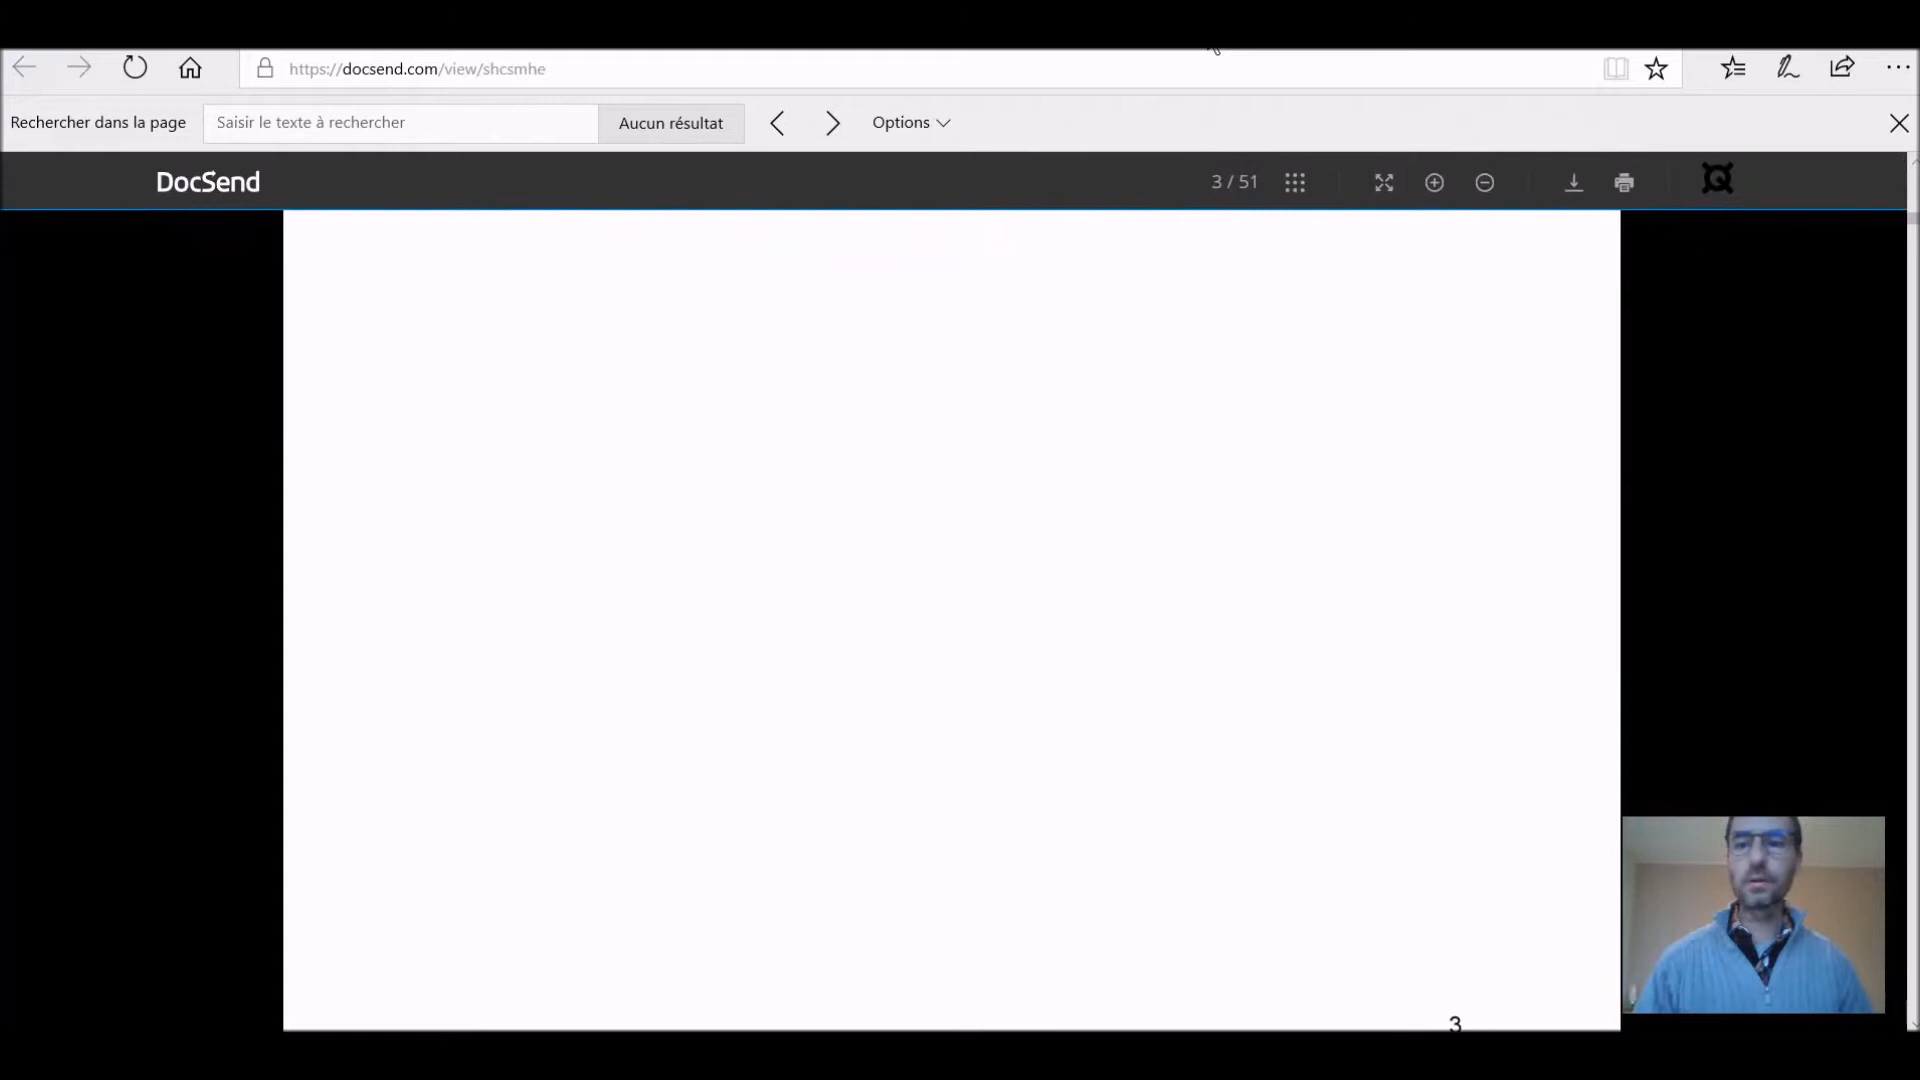 https://docsend.com/view/shcsmhe
Rechercher dans la page
Saisir le texte à rechercher
Aucun résultat
Options
DocSend
3 / 51
3